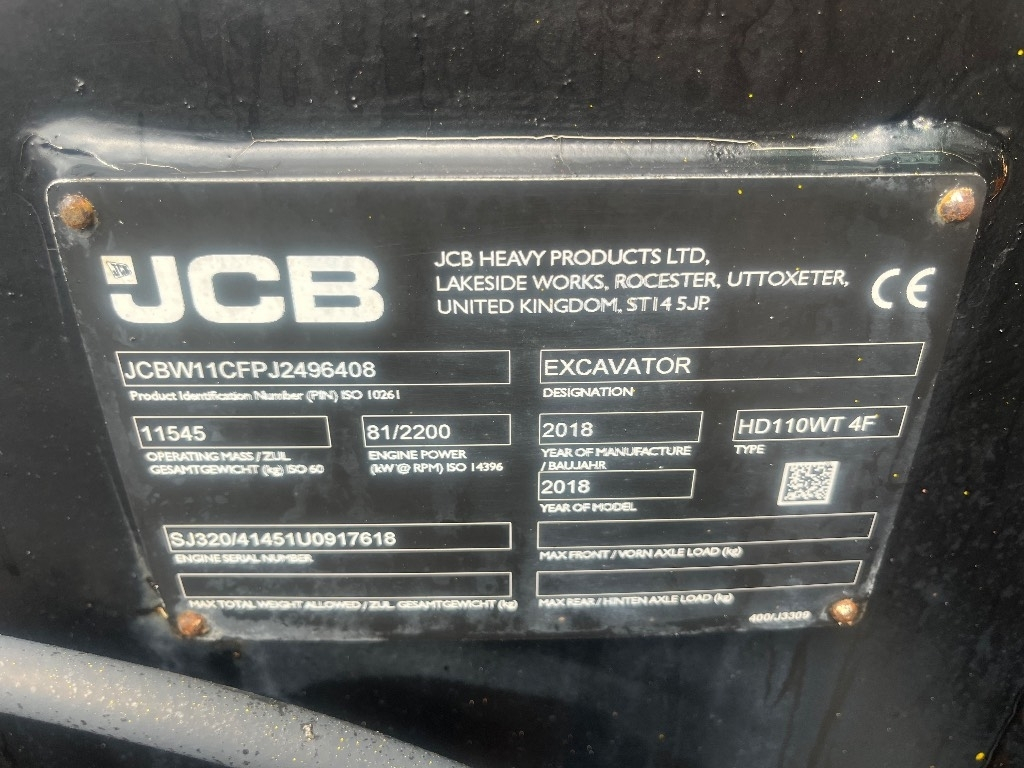 JCB
JCB
JCB HEAVY PRODUCTS LTD,
LAKESIDE WORKS, ROCESTER, UTTOXETER,
UNITED KINGDOM, ST14 5JP.
CE
JCBW11CFPJ2496408
Product Identification Number (PIN) ISO 10261
EXCAVATOR
DESIGNATION
11545
OPERATING MASS / ZUL
GESAMTGEWICHT (kg) ISO 60
81/2200
ENGINE POWER
(kW @ RPM) ISO 14396
2018
YEAR OF MANUFACTURE
/ BAUJAHR
HD110WT 4F
TYPE
2018
YEAR OF MODEL
SJ320/41451U0917618
ENGINE SERIAL NUMBER
MAX FRONT / VORN AXLE LOAD (kg)
MAX TOTAL WEIGHT ALLOWED / ZUL. GESAMTGEWICHT (kg)
MAX REAR / HINTEN AXLE LOAD (kg)
400/J3309